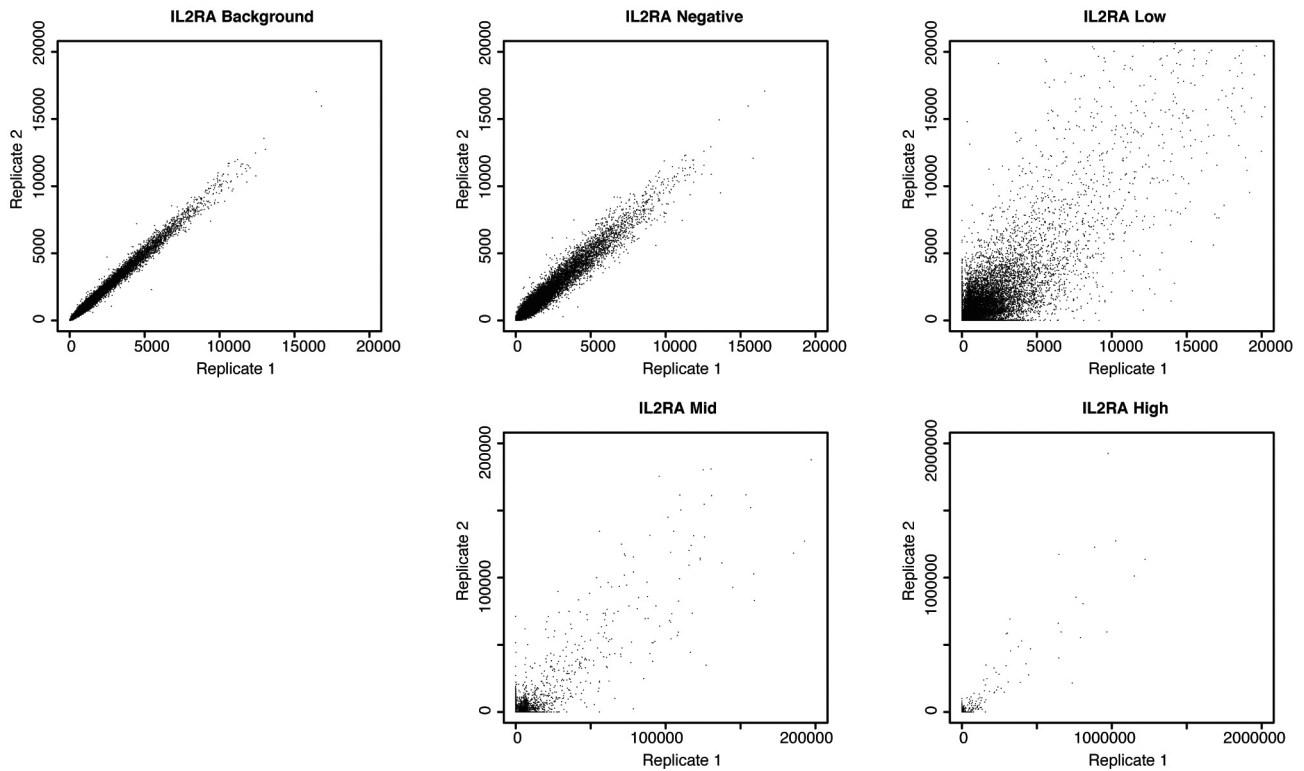 IL2RA Background
Replicate 2
0
5000
10000
15000
20000
0
5000
10000
15000
20000
Replicate 1
IL2RA Negative
Replicate 2
0
5000
10000
15000
20000
0
5000
10000
15000
20000
Replicate 1
IL2RA Low
Replicate 2
0
5000
10000
15000
20000
0
5000
10000
15000
20000
Replicate 1
IL2RA Mid
Replicate 2
0
100000
200000
0
100000
200000
Replicate 1
IL2RA High
Replicate 2
0
1000000
2000000
0
1000000
2000000
Replicate 1